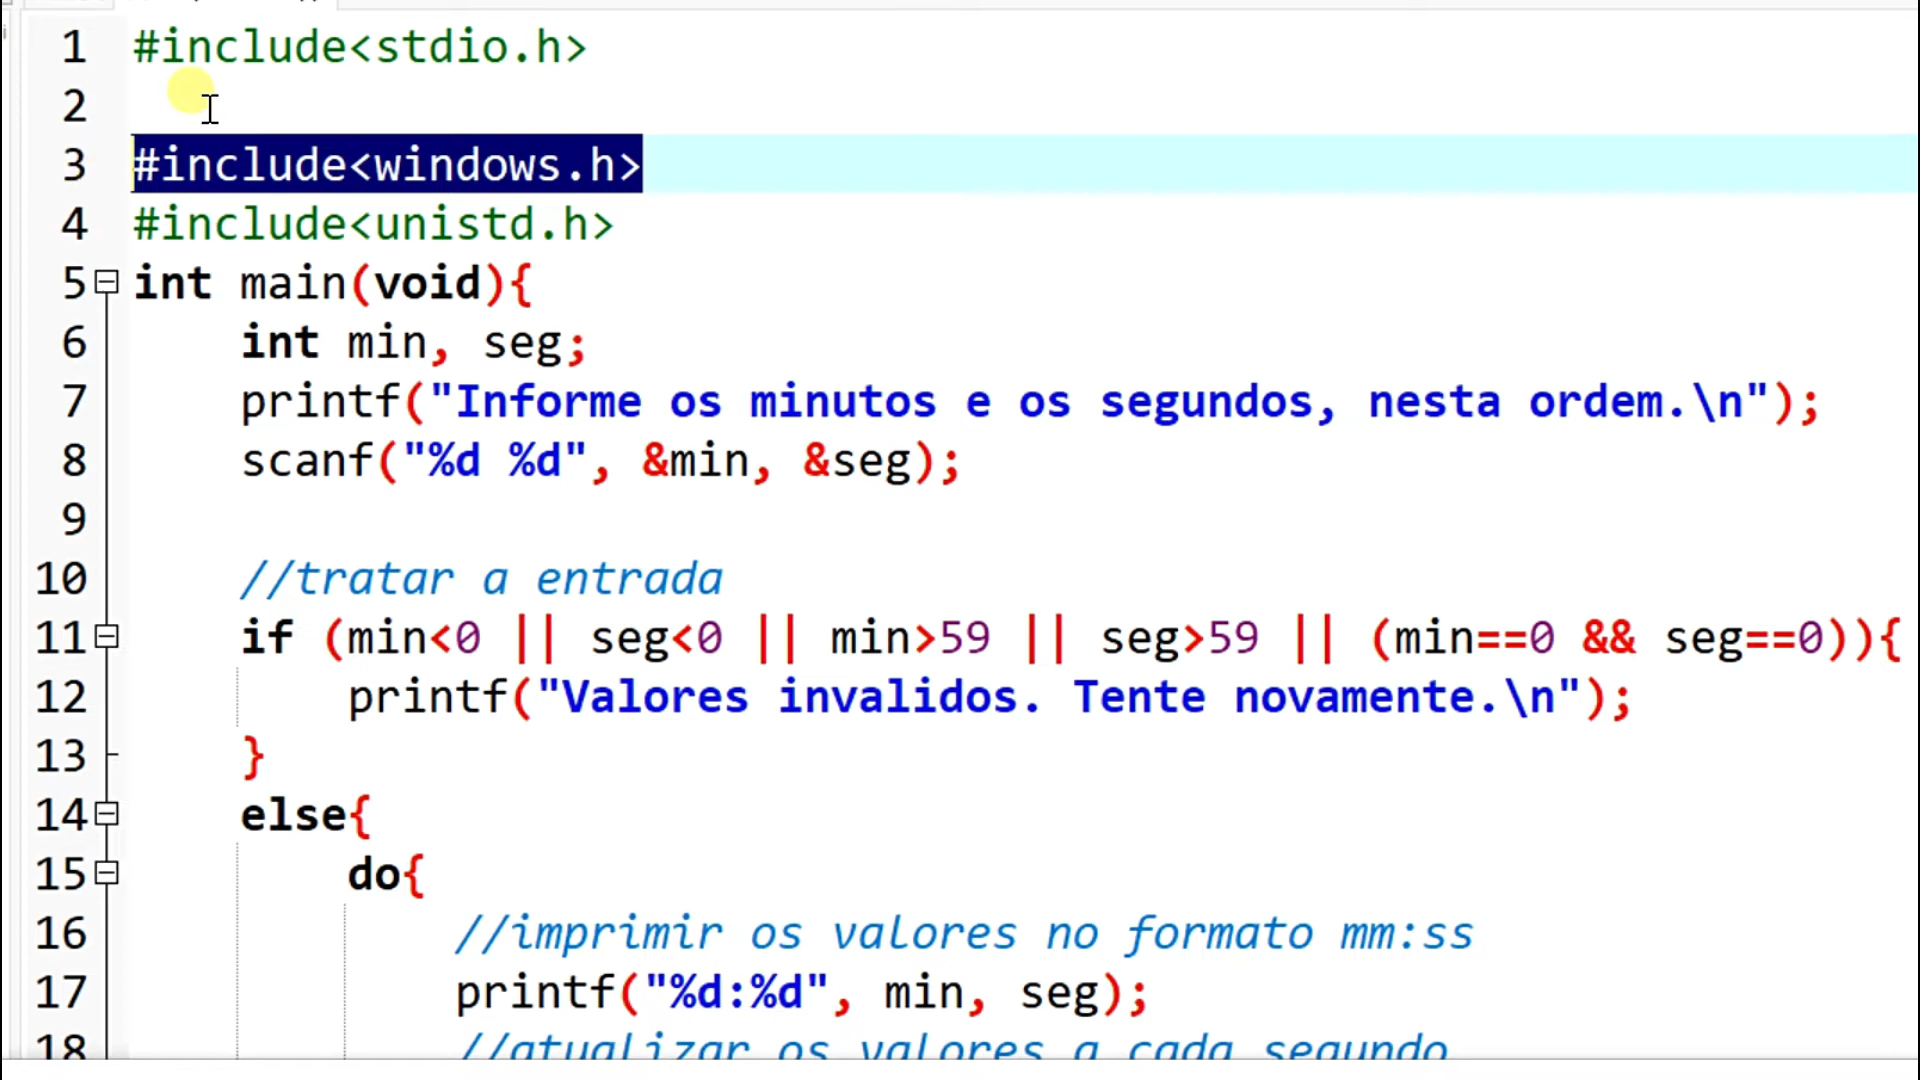 1 #include<stdio.h>
2
3 #include<windows.h>
4 #include<unistd.h>
5 int main(void){
6 int min, seg;
7 printf("Informe os minutos e os segundos, nesta ordem.\n");
8 scanf("%d %d", &min, &seg);
9
10 //tratar a entrada
11 if (min<0 || seg<0 || min>59 || seg>59 || (min==0 && seg==0)){
12 printf("Valores invalidos. Tente novamente.\n");
13 }
14 else{
15 do{
16 //imprimir os valores no formato mm:ss
17 printf("%d:%d", min, seg);
18 //atualizar os valores a cada segundo